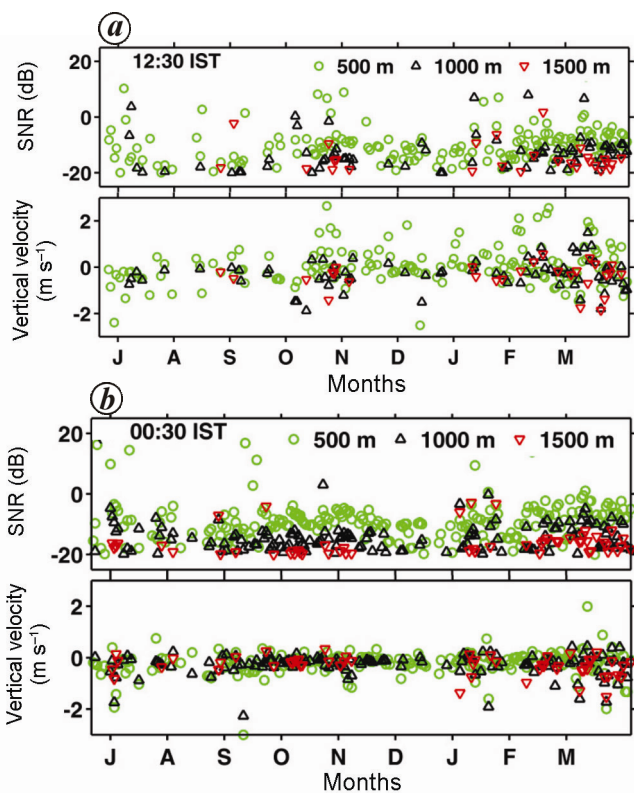 a
12:30 IST
500 m 1000 m 1500 m
20
0
-20
SNR (dB)
2
0
-2
Vertical velocity
(m s⁻¹)
J A S O N D J F M
Months
b
00:30 IST
500 m 1000 m 1500 m
20
0
-20
SNR (dB)
2
0
-2
Vertical velocity
(m s⁻¹)
J A S O N D J F M
Months